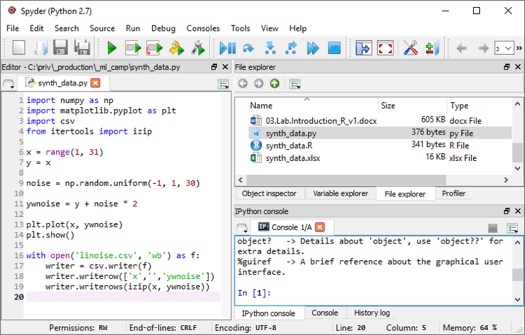 Spyder (Python 2.7)
File Edit Search Source Run Debug Consoles Tools View Help
Editor - C:\priv\_production\_ml_camp\synth_data.py
synth_data.py
1 import numpy as np
2 import matplotlib.pyplot as plt
3 import csv
4 from itertools import izip
5
6 x = range(1, 31)
7 y = x
8
9 noise = np.random.uniform(-1, 1, 30)
10
11 ywnoise = y + noise * 2
12
13 plt.plot(x, ywnoise)
14 plt.show()
15
16 with open('linoise.csv', 'wb') as f:
17 writer = csv.writer(f)
18 writer.writerow(['x','','ywnoise'])
19 writer.writerows(izip(x, ywnoise))
20
File explorer
Name Size Type
03.Lab.Introduction_R_v1.docx 605 KB docx File
synth_data.py 376 bytes py File
synth_data.R 341 bytes R File
synth_data.xlsx 16 KB xlsx File
Object inspector Variable explorer File explorer Profiler
IPython console
IP: Console 1/A
object? -> Details about 'object', use 'object??' for
extra details.
%guiref -> A brief reference about the graphical user
interface.
In [1]:
IPython console Console History log
Permissions: RW End-of-lines: CRLF Encoding: UTF-8 Line: 20 Column: 5 Memory: 64 %